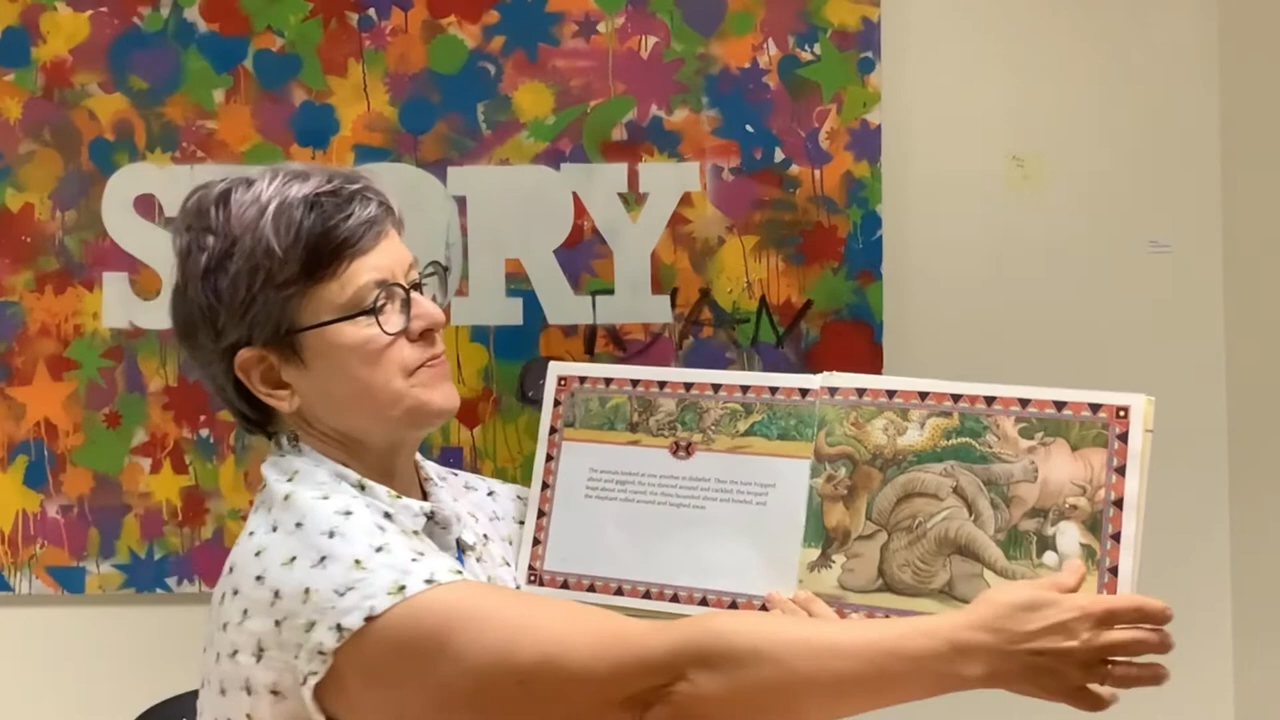 STORY
RYAN
The animals looked at one another in disbelief. Then the hare hopped
about and giggled, the fox danced around and cackled, the leopard
leapt about and roared, the rhino bounded about and bowled, and
the elephant rolled around and laughed away.